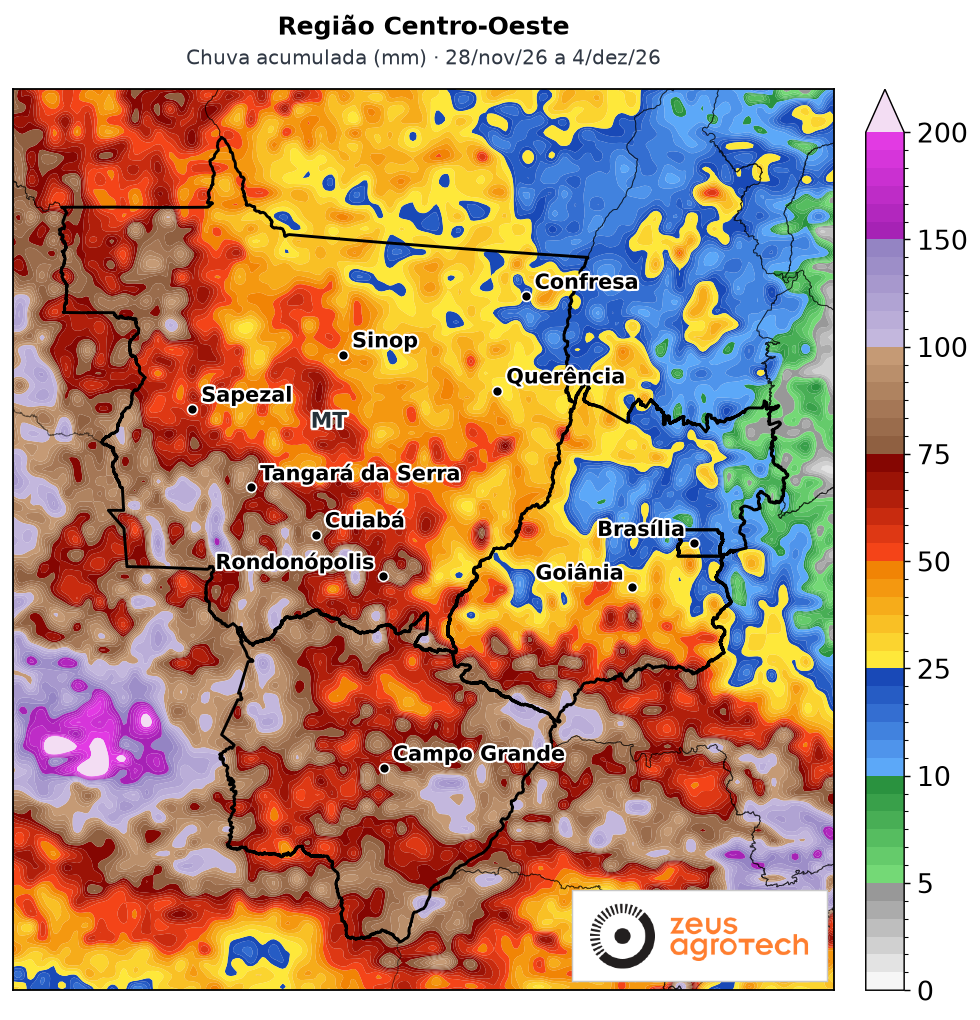 Região Centro-Oeste
Chuva acumulada (mm) · 28/nov/26 a 4/dez/26
200
150
100
75
50
25
10
5
0
Confresa
Sinop
Querência
Sapezal
MT
Tangará da Serra
Cuiabá
Brasília
Rondonópolis
Goiânia
Campo Grande
zeus
agrotech